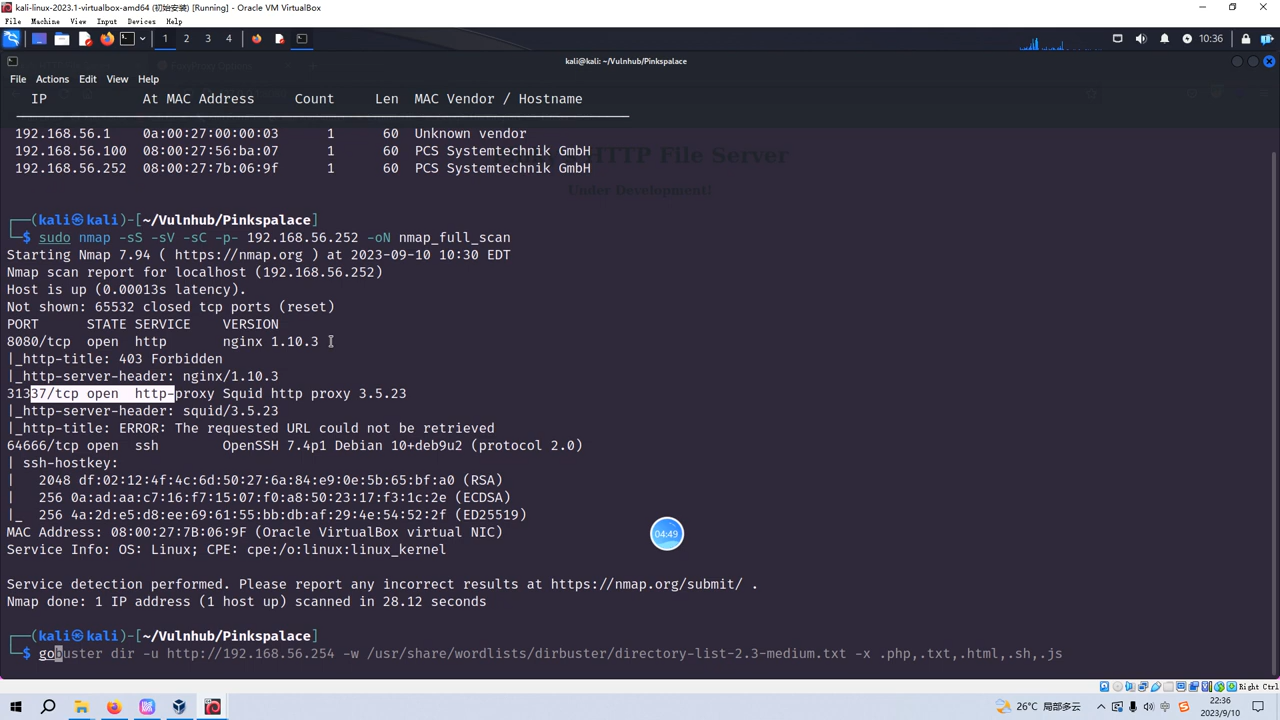 kali-linux-2023.1-virtualbox-amd64 (初始安装) [Running] - Oracle VM VirtualBox
File Machine View Input Devices Help
1 2 3 4 10:36
kali@kali: ~/Vulnhub/Pinkspalace
File Actions Edit View Help
IP At MAC Address Count Len MAC Vendor / Hostname
192.168.56.1 0a:00:27:00:00:03 1 60 Unknown vendor
192.168.56.100 08:00:27:56:ba:07 1 60 PCS Systemtechnik GmbH
HTTP File Server
192.168.56.252 08:00:27:7b:06:9f 1 60 PCS Systemtechnik GmbH
Under Development!
┌──(kali㉿kali)-[~/Vulnhub/Pinkspalace]
└─$ sudo nmap -sS -sV -sC -p- 192.168.56.252 -oN nmap_full_scan
Starting Nmap 7.94 ( https://nmap.org ) at 2023-09-10 10:30 EDT
Nmap scan report for localhost (192.168.56.252)
Host is up (0.00013s latency).
Not shown: 65532 closed tcp ports (reset)
PORT STATE SERVICE VERSION
8080/tcp open http nginx 1.10.3
|_http-title: 403 Forbidden
|_http-server-header: nginx/1.10.3
31337/tcp open http-proxy Squid http proxy 3.5.23
|_http-server-header: squid/3.5.23
|_http-title: ERROR: The requested URL could not be retrieved
64666/tcp open ssh OpenSSH 7.4p1 Debian 10+deb9u2 (protocol 2.0)
| ssh-hostkey:
| 2048 df:02:12:4f:4c:6d:50:27:6a:84:e9:0e:5b:65:bf:a0 (RSA)
| 256 0a:ad:aa:c7:16:f7:15:07:f0:a8:50:23:17:f3:1c:2e (ECDSA)
|_ 256 4a:2d:e5:d8:ee:69:61:55:bb:db:af:29:4e:54:52:2f (ED25519)
MAC Address: 08:00:27:7B:06:9F (Oracle VirtualBox virtual NIC)
04:49
Service Info: OS: Linux; CPE: cpe:/o:linux:linux_kernel
Service detection performed. Please report any incorrect results at https://nmap.org/submit/ .
Nmap done: 1 IP address (1 host up) scanned in 28.12 seconds
┌──(kali㉿kali)-[~/Vulnhub/Pinkspalace]
└─$ gobuster dir -u http://192.168.56.254 -w /usr/share/wordlists/dirbuster/directory-list-2.3-medium.txt -x .php,.txt,.html,.sh,.js
Right Ctrl
26°C 局部多云 中 22:36
2023/9/10